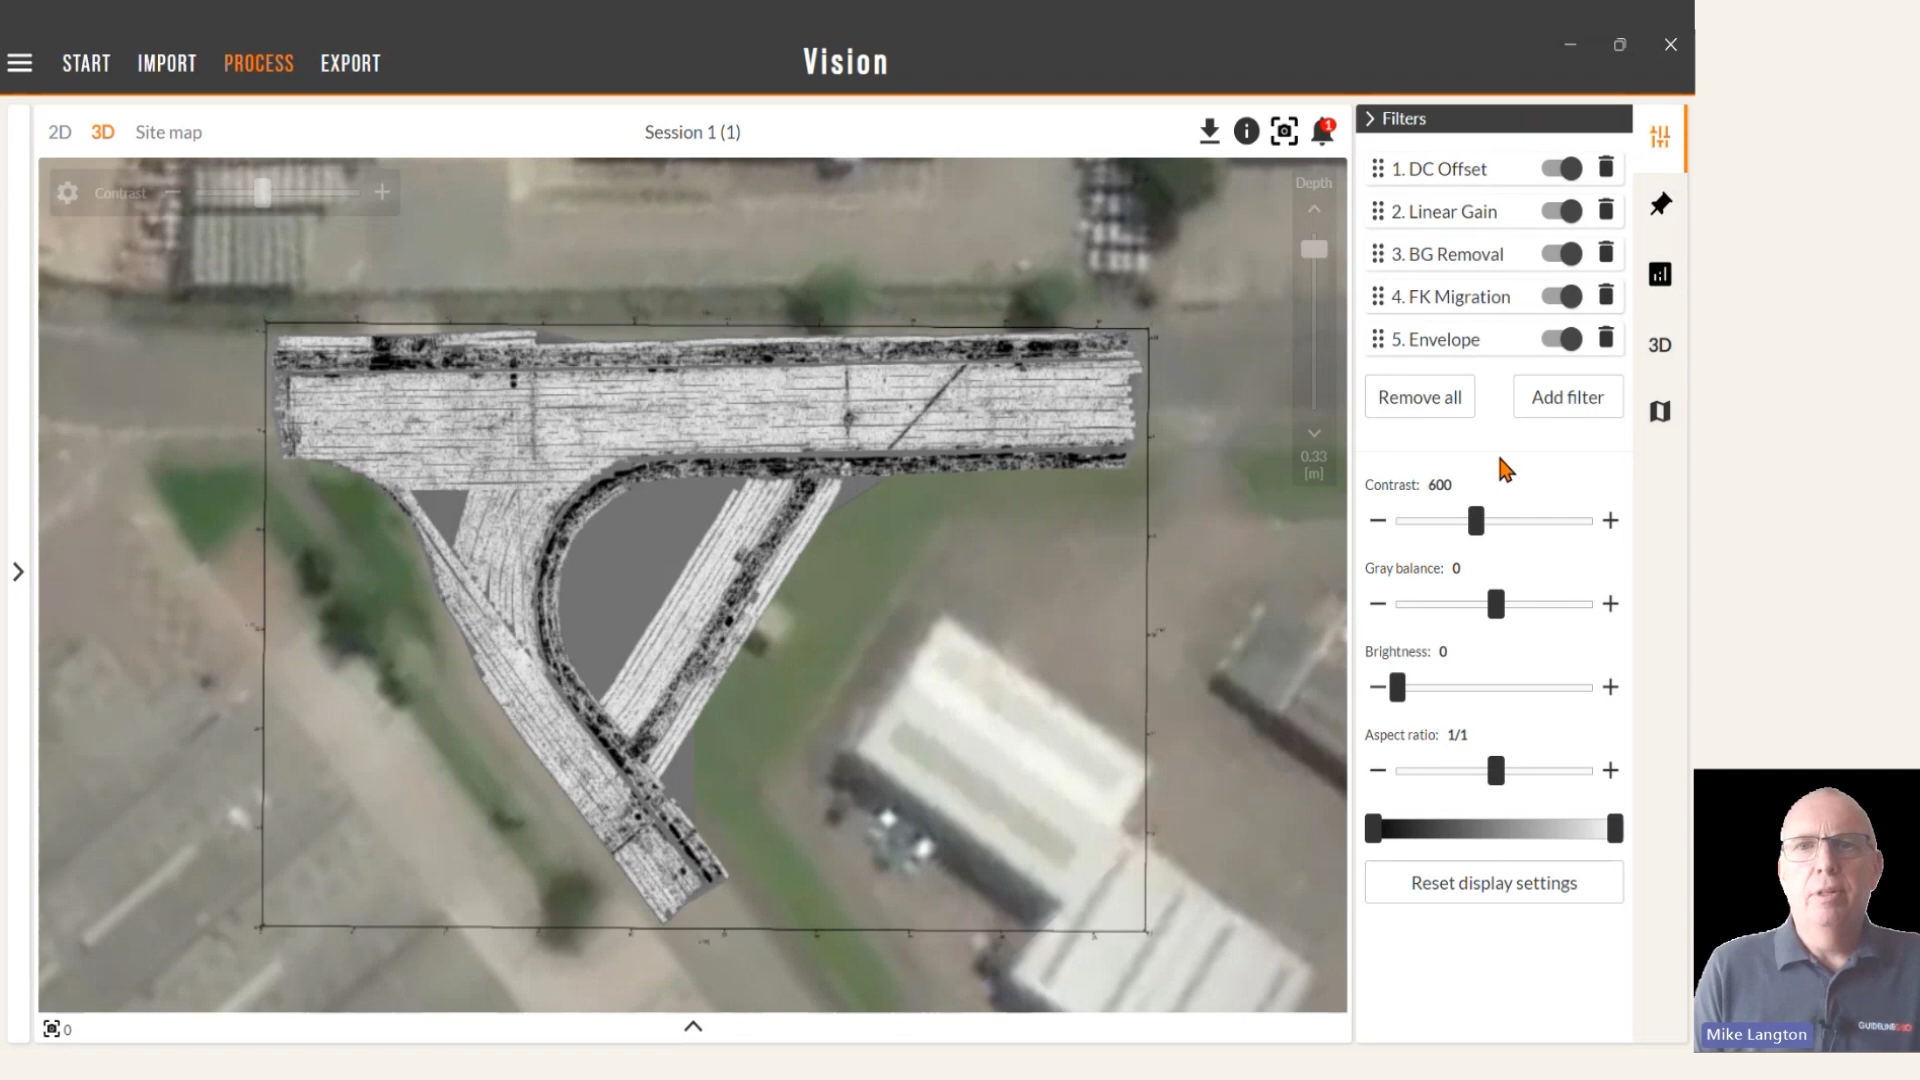 START IMPORT PROCESS EXPORT
Vision
2D 3D Site map
Session 1 (1)
1
Contrast
Depth
0.33
[m]
Filters
1. DC Offset
2. Linear Gain
3. BG Removal
4. FK Migration
5. Envelope
Remove all
Add filter
Contrast: 600
Gray balance: 0
Brightness: 0
Aspect ratio: 1/1
Reset display settings
3D
0
GUIDELINEGEO
Mike Langton